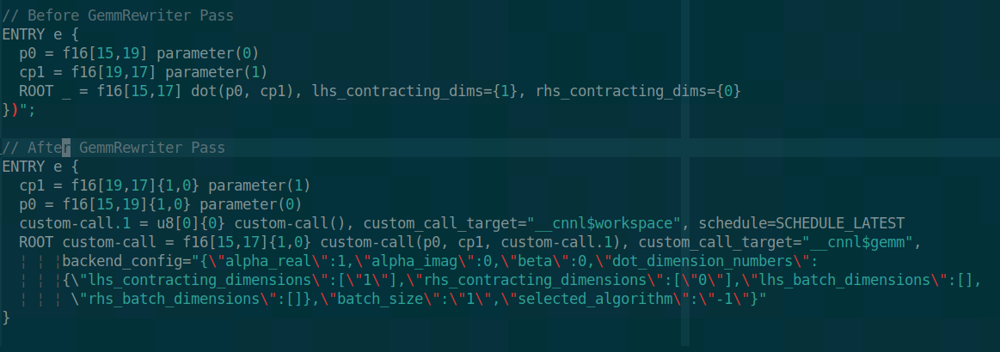 // Before GemmRewriter Pass
ENTRY e {
  p0 = f16[15,19] parameter(0)
  cp1 = f16[19,17] parameter(1)
  ROOT _ = f16[15,17] dot(p0, cp1), lhs_contracting_dims={1}, rhs_contracting_dims={0}
})";

// After GemmRewriter Pass
ENTRY e {
  cp1 = f16[19,17]{1,0} parameter(1)
  p0 = f16[15,19]{1,0} parameter(0)
  custom-call.1 = u8[0]{0} custom-call(), custom_call_target="__cnnl$workspace", schedule=SCHEDULE_LATEST
  ROOT custom-call = f16[15,17]{1,0} custom-call(p0, cp1, custom-call.1), custom_call_target="__cnnl$gemm",
       backend_config="{\"alpha_real\":1,\"alpha_imag\":0,\"beta\":0,\"dot_dimension_numbers\":
       {\"lhs_contracting_dimensions\":[\"1\"],\"rhs_contracting_dimensions\":[\"0\"],\"lhs_batch_dimensions\":[],
        \"rhs_batch_dimensions\":[]},\"batch_size\":\"1\",\"selected_algorithm\":\"-1\"}"
}